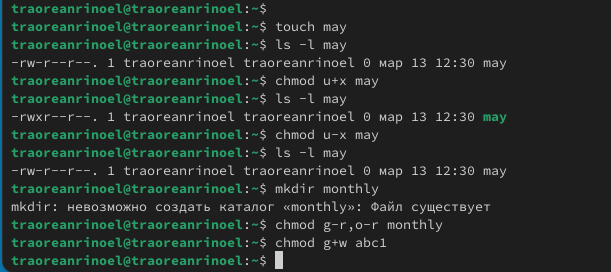 traoreanrinoel@traoreanrinoel:~$
traoreanrinoel@traoreanrinoel:~$ touch may
traoreanrinoel@traoreanrinoel:~$ ls -l may
-rw-r--r--. 1 traoreanrinoel traoreanrinoel 0 мар 13 12:30 may
traoreanrinoel@traoreanrinoel:~$ chmod u+x may
traoreanrinoel@traoreanrinoel:~$ ls -l may
-rwxr--r--. 1 traoreanrinoel traoreanrinoel 0 мар 13 12:30 may
traoreanrinoel@traoreanrinoel:~$ chmod u-x may
traoreanrinoel@traoreanrinoel:~$ ls -l may
-rw-r--r--. 1 traoreanrinoel traoreanrinoel 0 мар 13 12:30 may
traoreanrinoel@traoreanrinoel:~$ mkdir monthly
mkdir: невозможно создать каталог «monthly»: Файл существует
traoreanrinoel@traoreanrinoel:~$ chmod g-r,o-r monthly
traoreanrinoel@traoreanrinoel:~$ chmod g+w abc1
traoreanrinoel@traoreanrinoel:~$